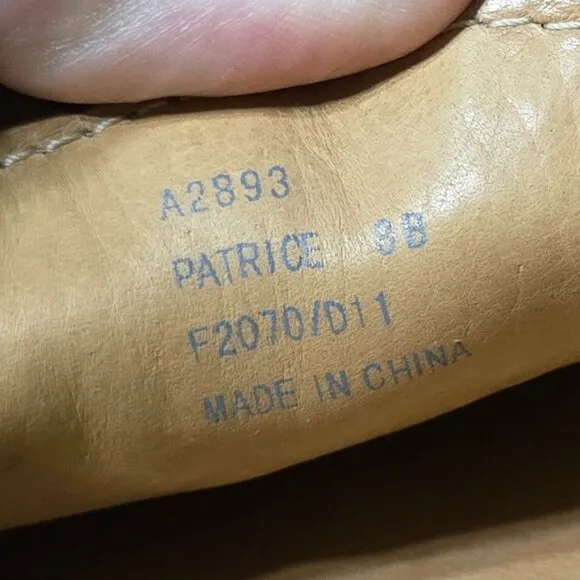 A2893
PATRICE 8B
F2070/D11
MADE IN CHINA